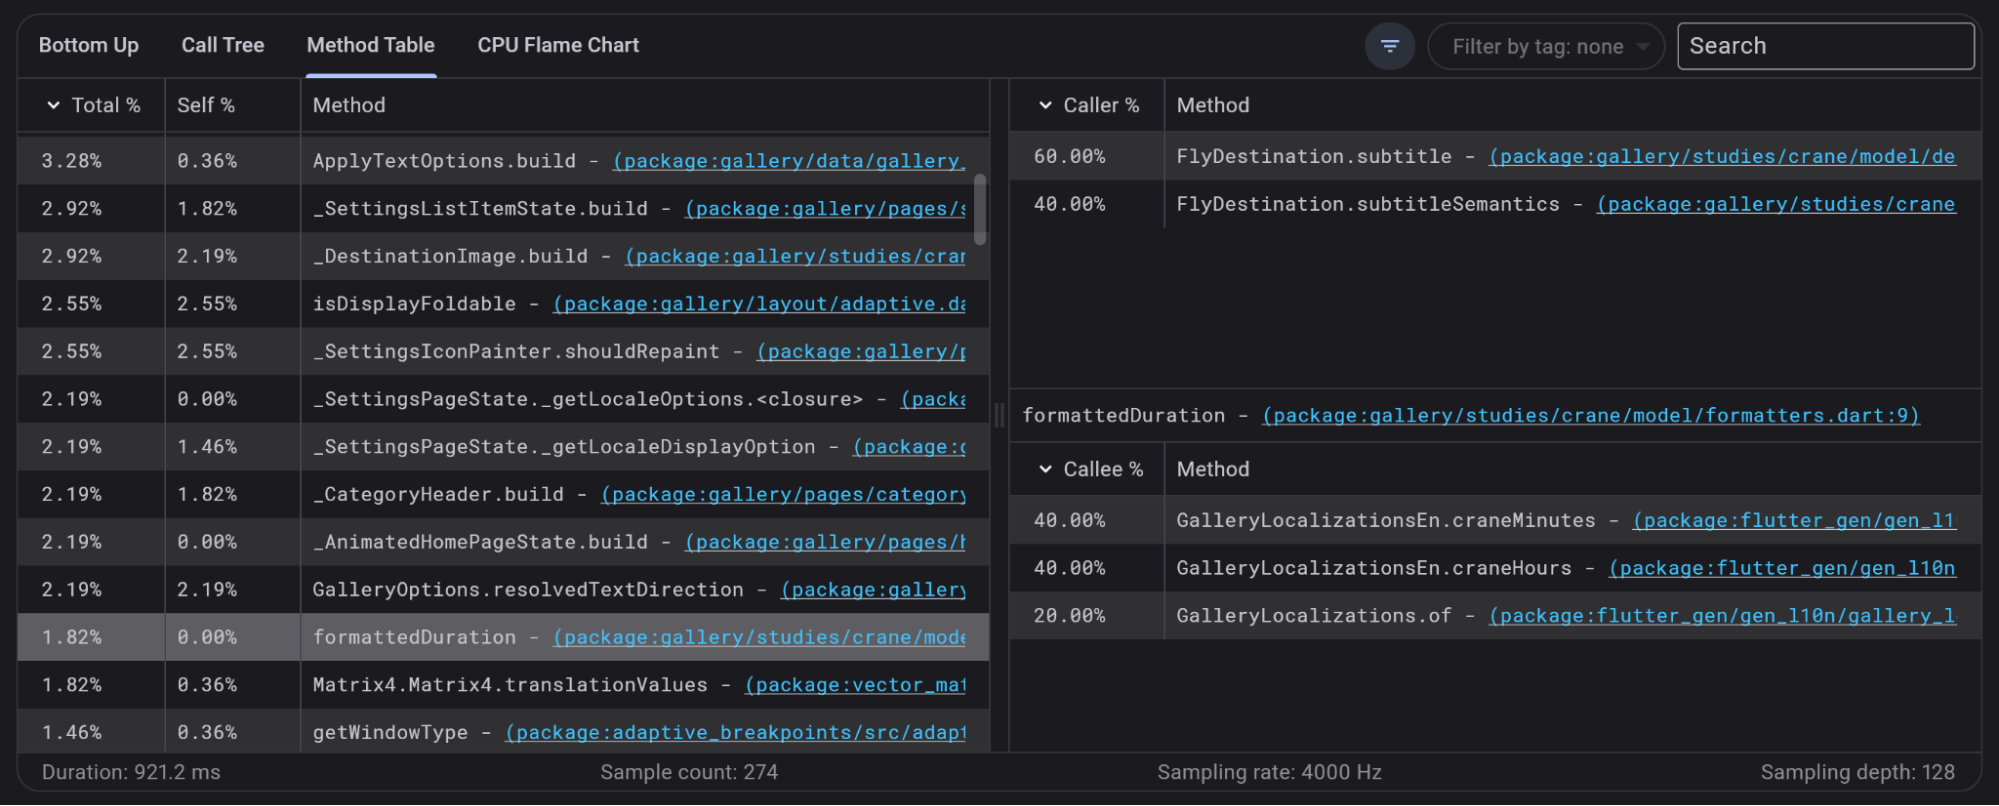 Bottom Up Call Tree Method Table CPU Flame Chart Filter by tag: none Search
Total % Self % Method
3.28% 0.36% ApplyTextOptions.build - (package:gallery/data/gallery_
2.92% 1.82% _SettingsListItemState.build - (package:gallery/pages/s
2.92% 2.19% _DestinationImage.build - (package:gallery/studies/cran
2.55% 2.55% isDisplayFoldable - (package:gallery/layout/adaptive.da
2.55% 2.55% _SettingsIconPainter.shouldRepaint - (package:gallery/p
2.19% 0.00% _SettingsPageState._getLocaleOptions.<closure> - (packa
2.19% 1.46% _SettingsPageState._getLocaleDisplayOption - (package:g
2.19% 1.82% _CategoryHeader.build - (package:gallery/pages/category
2.19% 0.00% _AnimatedHomePageState.build - (package:gallery/pages/h
2.19% 2.19% GalleryOptions.resolvedTextDirection - (package:gallery
1.82% 0.00% formattedDuration - (package:gallery/studies/crane/mode
1.82% 0.36% Matrix4.Matrix4.translationValues - (package:vector_mat
1.46% 0.36% getWindowType - (package:adaptive_breakpoints/src/adapt
Caller % Method
60.00% FlyDestination.subtitle - (package:gallery/studies/crane/model/de
40.00% FlyDestination.subtitleSemantics - (package:gallery/studies/crane
formattedDuration - (package:gallery/studies/crane/model/formatters.dart:9)
Callee % Method
40.00% GalleryLocalizationsEn.craneMinutes - (package:flutter_gen/gen_l1
40.00% GalleryLocalizationsEn.craneHours - (package:flutter_gen/gen_l10n
20.00% GalleryLocalizations.of - (package:flutter_gen/gen_l10n/gallery_l
Duration: 921.2 ms Sample count: 274 Sampling rate: 4000 Hz Sampling depth: 128